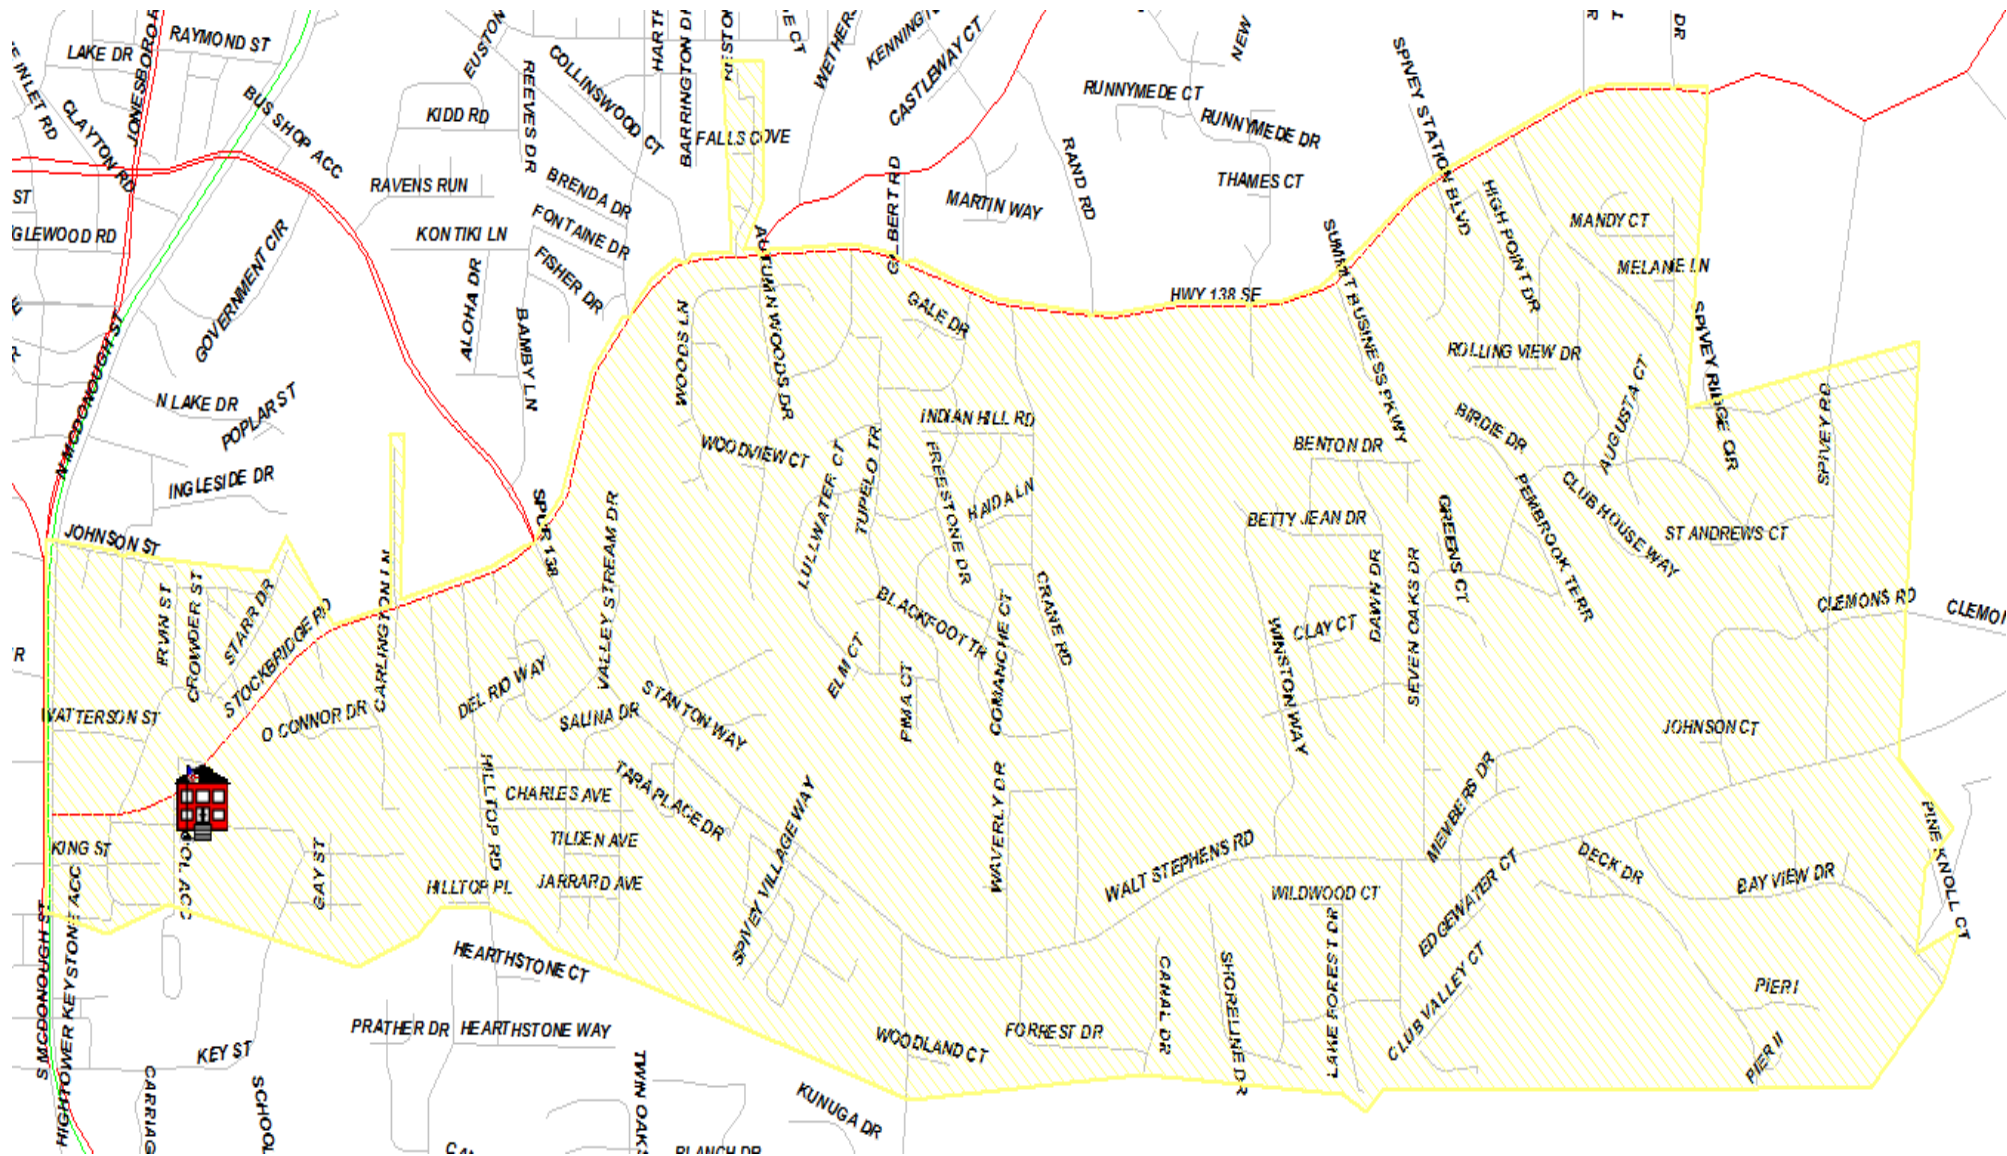 RAYMOND ST
LAKE DR
JONESBORO R
E INLET RD
CLAYTON RD
BUS SHOP ACC
EUSTON
COLLINSWOOD CT
HART
BARRINGTON DR
RESTO
E CT
WETHERS
KENNINGT
CASTLEWAY CT
NEW
DR
KIDD RD
REEVES DR
FALLS COVE
RUNNYMEDE CT
RUNNYMEDE DR
SPIVEY STATION BLVD
RAVENS RUN
BRENDA DR
FONTAINE DR
FISHER DR
GILBERT RD
MARTIN WAY
RAND RD
THAMES CT
HIGH POINT DR
MANDY CT
MELANIE LN
ST
GLEWOOD RD
GOVERNMENT CIR
KONTIKI LN
ALOHA DR
BAMBY LN
AUTUMNWOODS DR
SUMMIT BUSINESS PKWY
HWY 138 SE
GALE DR
WOODS LN
ROLLING VIEW DR
SPIVEY RIDGE CIR
AUGUSTA CT
SPIVEY RD
N MCDONOUGH ST
N LAKE DR
POPLAR ST
INGLESIDE DR
WOODVIEW CT
LULLWATER CT
TUPELO TR
INDIAN HILL RD
FREESTONE DR
HAIDA LN
BENTON DR
BIRDIE DR
BETTY JEAN DR
GREENS CT
PEMBROOK TERR
CLUB HOUSE WAY
ST ANDREWS CT
JOHNSON ST
SPUR 138
VALLEY STREAM DR
IRVIN ST
CROWDER ST
STARR DR
STOCKBRIDGE RD
CARLINGTON LN
BLACKFOOT TR
COMANCHE CT
CRANE RD
WINSTON WAY
CLAY CT
DAWN DR
SEVEN OAKS DR
CLEMONS RD
CLEMON
R
WATTERSON ST
O CONNOR DR
DEL RIO WAY
SALINA DR
STANTON WAY
ELM CT
PIMA CT
JOHNSON CT
HILLTOP RD
CHARLES AVE
TARA PLACE DR
TILDEN AVE
JARRARD AVE
HILLTOP PL
SPIVEY VILLAGE WAY
WAVERLY DR
WALT STEPHENS RD
MEMBERS DR
EDGEWATER CT
DECK DR
BAY VIEW DR
PINE KNOLL CT
KING ST
GAY ST
OOL ACC
WILDWOOD CT
LAKE FOREST DR
CLUB VALLEY CT
SHORELINE DR
CANAL DR
S MCDONOUGH ST
HIGHTOWER KEYSTONE ACC
HEARTHSTONE CT
PRATHER DR
HEARTHSTONE WAY
WOODLAND CT
FORREST DR
PIER I
PIER II
KEY ST
CARRIAG
SCHOOL
TWIN OAKS
KUNUGA DR
BLANCH DR